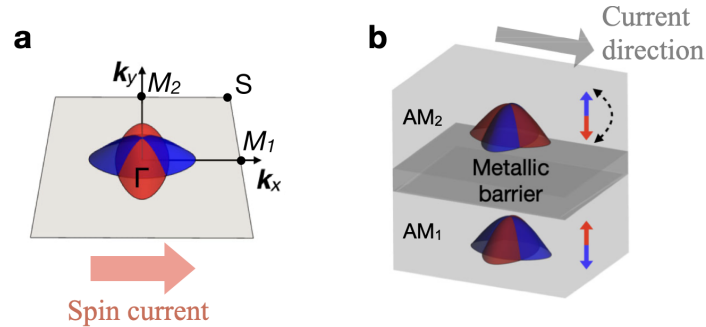 a
k_y
M_2
S
M_1
Γ
k_x
Spin current
b
Current
direction
AM_2
Metallic
barrier
AM_1